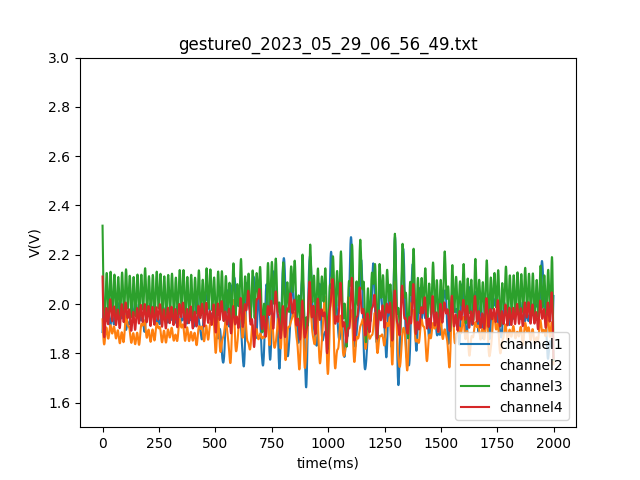 gesture0_2023_05_29_06_56_49.txt
3.0
2.8
2.6
2.4
2.2
2.0
1.8
1.6
V(V)
channel1
channel2
channel3
channel4
0 250 500 750 1000 1250 1500 1750 2000
time(ms)